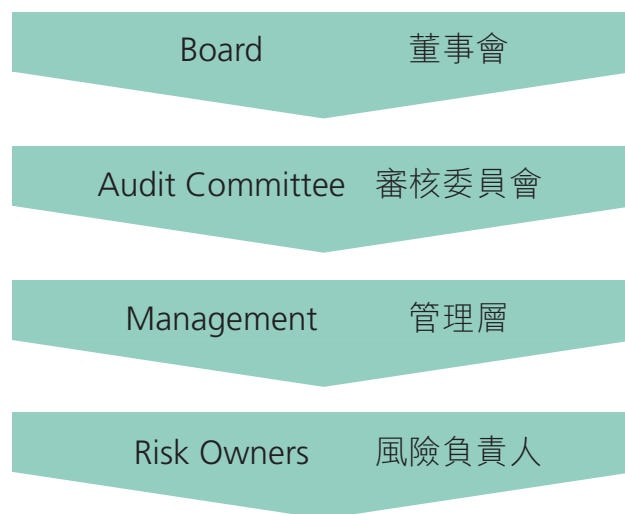 Board 董事會
Audit Committee 審核委員會
Management 管理層
Risk Owners 風險負責人